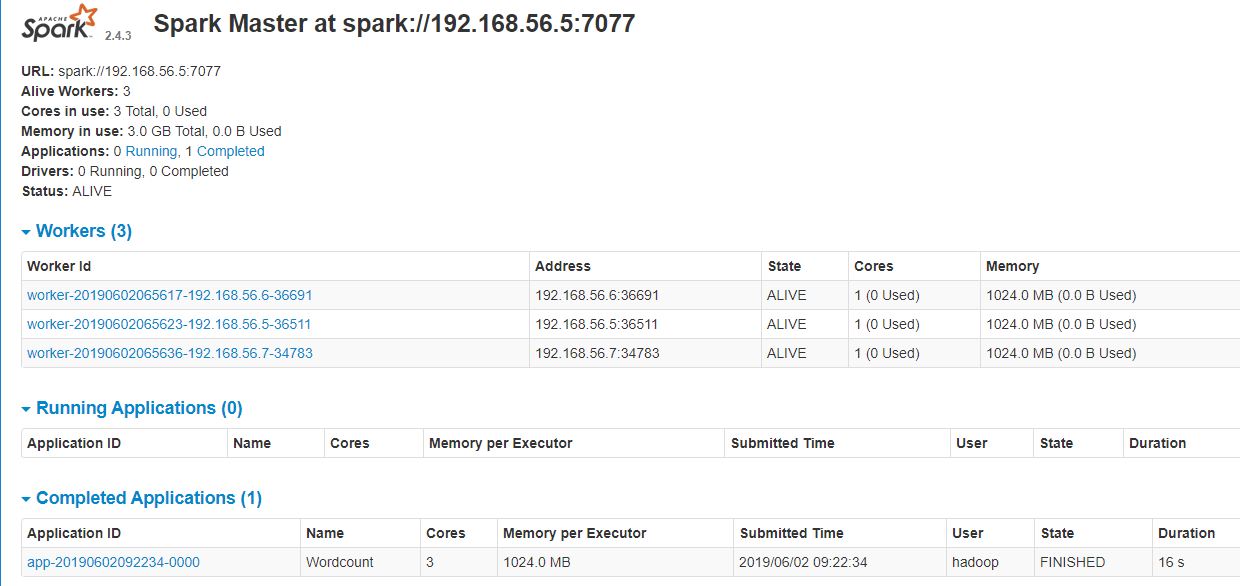 APACHE Spark 2.4.3 Spark Master at spark://192.168.56.5:7077
URL: spark://192.168.56.5:7077
Alive Workers: 3
Cores in use: 3 Total, 0 Used
Memory in use: 3.0 GB Total, 0.0 B Used
Applications: 0 Running, 1 Completed
Drivers: 0 Running, 0 Completed
Status: ALIVE
Workers (3)
Worker Id Address State Cores Memory
worker-20190602065617-192.168.56.6-36691 192.168.56.6:36691 ALIVE 1 (0 Used) 1024.0 MB (0.0 B Used)
worker-20190602065623-192.168.56.5-36511 192.168.56.5:36511 ALIVE 1 (0 Used) 1024.0 MB (0.0 B Used)
worker-20190602065636-192.168.56.7-34783 192.168.56.7:34783 ALIVE 1 (0 Used) 1024.0 MB (0.0 B Used)
Running Applications (0)
Application ID Name Cores Memory per Executor Submitted Time User State Duration
Completed Applications (1)
Application ID Name Cores Memory per Executor Submitted Time User State Duration
app-20190602092234-0000 Wordcount 3 1024.0 MB 2019/06/02 09:22:34 hadoop FINISHED 16 s